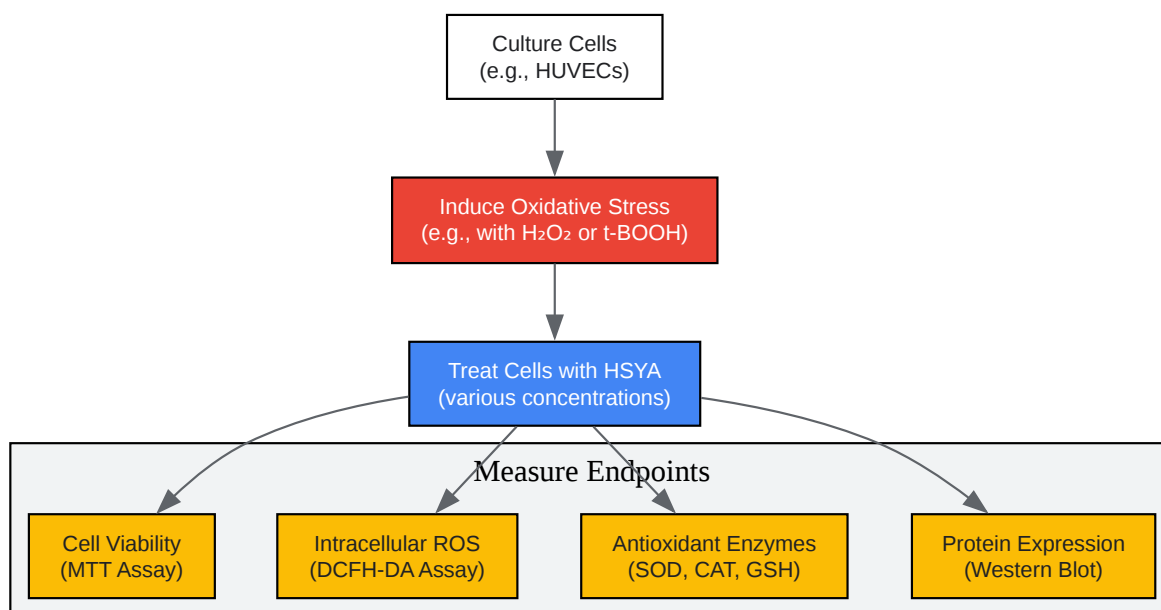 Culture Cells
(e.g., HUVECs)
Induce Oxidative Stress
(e.g., with H₂O₂ or t-BOOH)
Treat Cells with HSYA
(various concentrations)
Measure Endpoints
Cell Viability
(MTT Assay)
Intracellular ROS
(DCFH-DA Assay)
Antioxidant Enzymes
(SOD, CAT, GSH)
Protein Expression
(Western Blot)